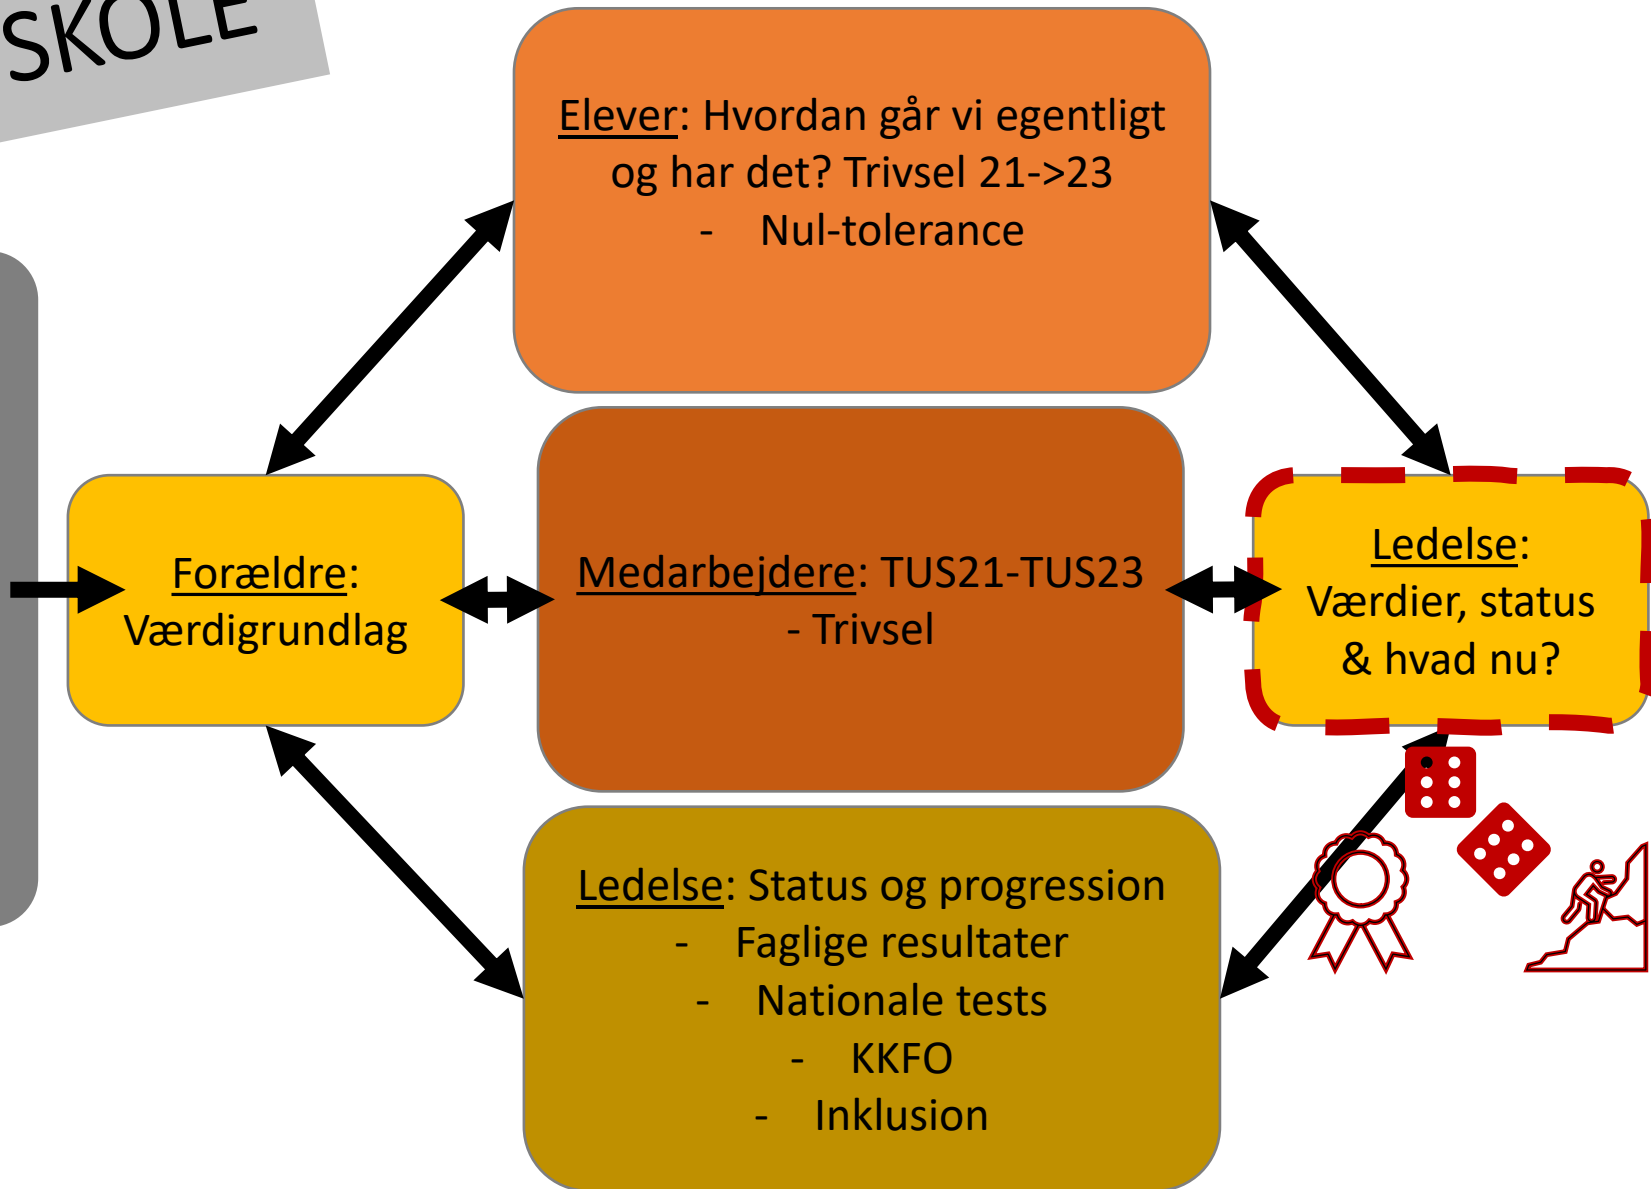 SKOLE
Elever: Hvordan går vi egentligt
og har det? Trivsel 21->23
- Nul-tolerance
Forældre:
Værdigrundlag
Medarbejdere: TUS21-TUS23
- Trivsel
Ledelse:
Værdier, status
& hvad nu?
Ledelse: Status og progression
- Faglige resultater
- Nationale tests
- KKFO
- Inklusion